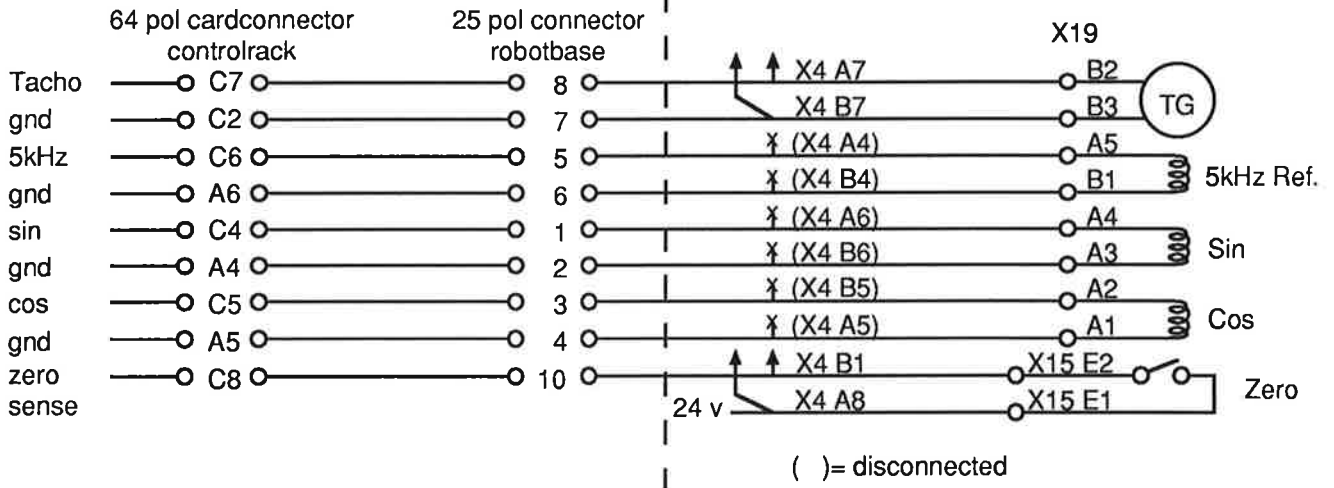 64 pol cardconnector
controlrack
25 pol connector
robotbase
X19
Tacho C7 8 X4 A7 B2
TG
gnd C2 7 X4 B7 B3
5kHz C6 5 (X4 A4) A5
5kHz Ref.
gnd A6 6 (X4 B4) B1
sin C4 1 (X4 A6) A4
Sin
gnd A4 2 (X4 B6) A3
cos C5 3 (X4 B5) A2
Cos
gnd A5 4 (X4 A5) A1
zero C8 10 X4 B1 X15 E2
Zero
sense 24 v X4 A8 X15 E1
( )= disconnected